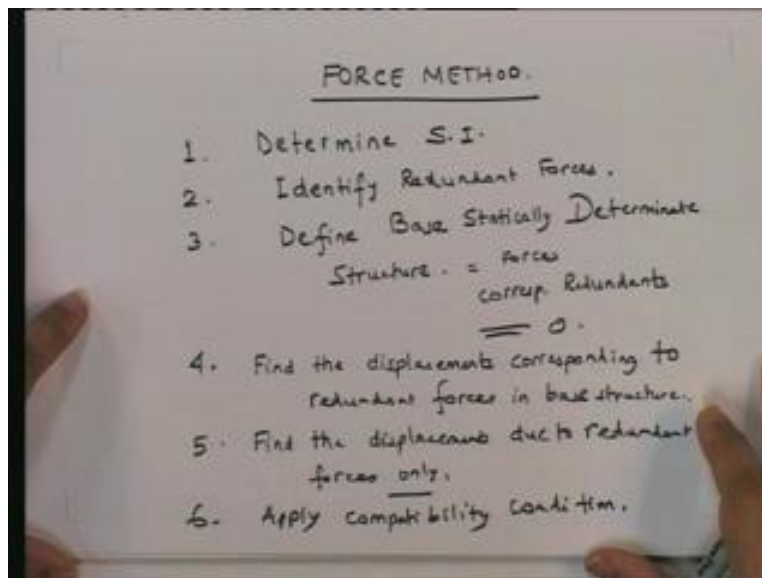 FORCE METHOD.
1. Determine S.I.
2. Identify Redundant Forces.
3. Define Base Statically Determinate
Structure. = Forces
corresp. Redundants
= 0.
4. Find the displacements corresponding to
redundant forces in base structure.
5. Find the displacements due to redundant
forces only.
6. Apply compatibility condition.